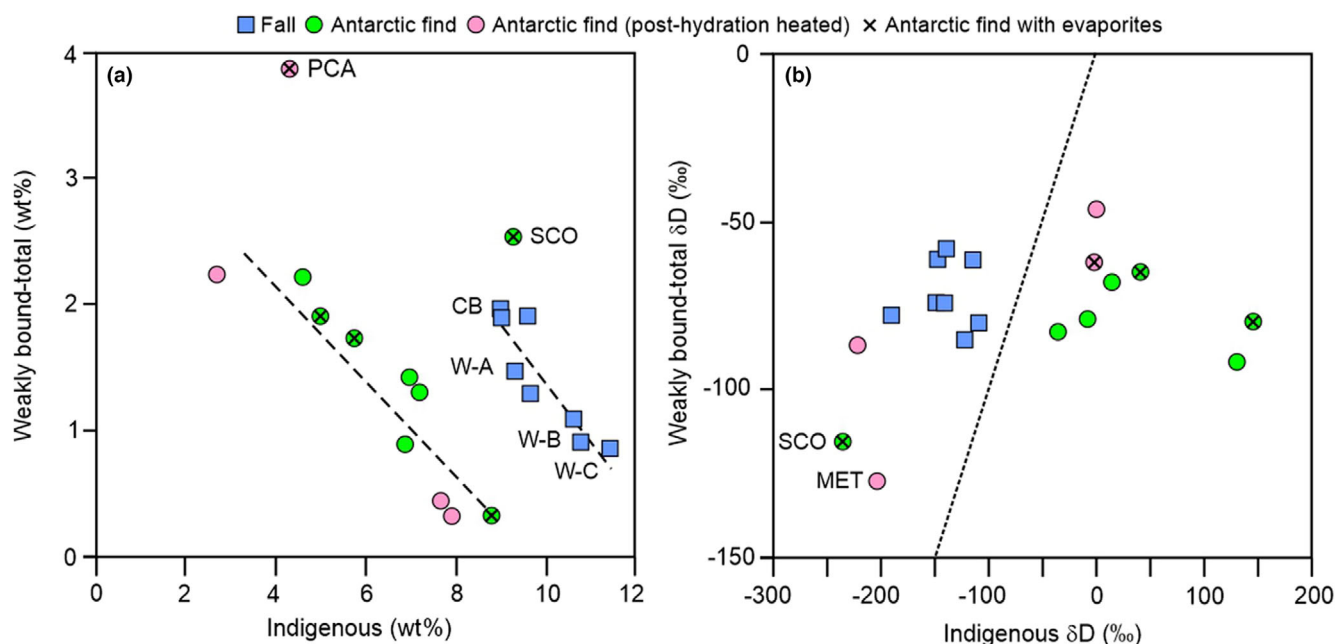 Fall Antarctic find Antarctic find (post-hydration heated) Antarctic find with evaporites
(a)
4
3
2
1
0
0 2 4 6 8 10 12
Weakly bound-total (wt%)
Indigenous (wt%)
PCA
SCO
CB
W-A
W-B
W-C
(b)
0
-50
-100
-150
-300 -200 -100 0 100 200
Weakly bound-total δD (‰)
Indigenous δD (‰)
SCO
MET